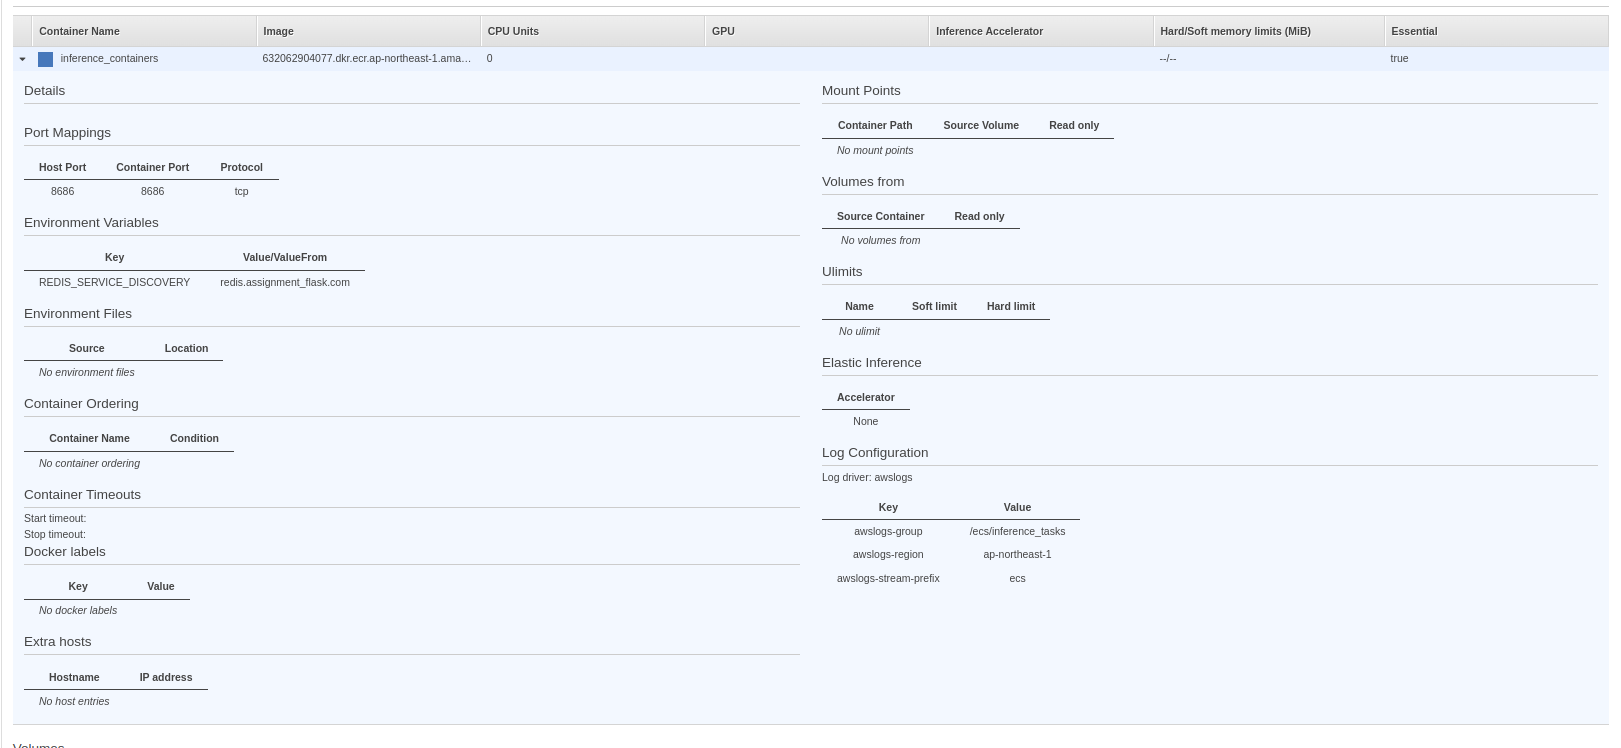 Container Name Image CPU Units GPU Inference Accelerator Hard/Soft memory limits (MiB) Essential
inference_containers 632062904077.dkr.ecr.ap-northeast-1.ama... 0 --/-- true
Details
Port Mappings
Host Port Container Port Protocol
8686 8686 tcp
Environment Variables
Key Value/ValueFrom
REDIS_SERVICE_DISCOVERY redis.assignment_flask.com
Environment Files
Source Location
No environment files
Container Ordering
Container Name Condition
No container ordering
Container Timeouts
Start timeout:
Stop timeout:
Docker labels
Key Value
No docker labels
Extra hosts
Hostname IP address
No host entries
Mount Points
Container Path Source Volume Read only
No mount points
Volumes from
Source Container Read only
No volumes from
Ulimits
Name Soft limit Hard limit
No ulimit
Elastic Inference
Accelerator
None
Log Configuration
Log driver: awslogs
Key Value
awslogs-group /ecs/inference_tasks
awslogs-region ap-northeast-1
awslogs-stream-prefix ecs
Volumes